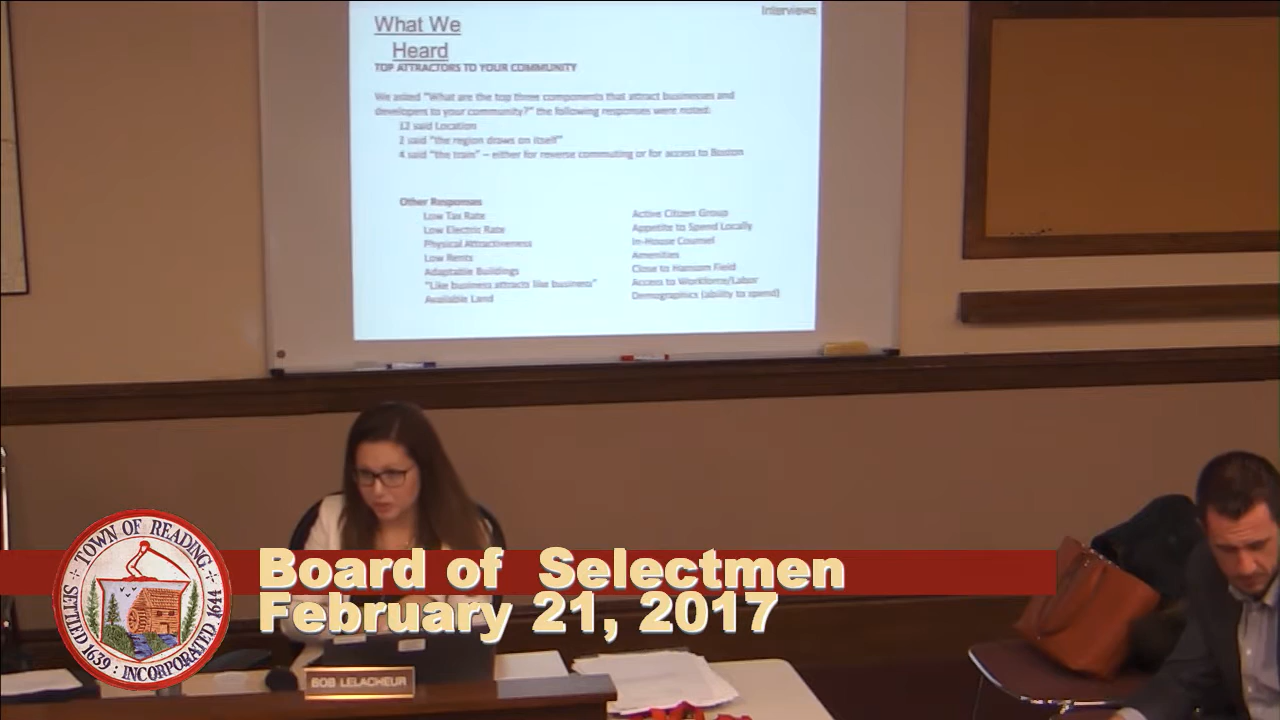 Interviews
What We
Heard
TOP ATTRACTORS TO YOUR COMMUNITY
We asked "What are the top three components that attract businesses and
developers to your community?" the following responses were noted:
12 said Location
2 said "the region draws on itself"
4 said "the train" – either for reverse commuting or for access to Boston
Other Responses
Low Tax Rate
Low Electric Rate
Physical Attractiveness
Low Rents
Adaptable Buildings
"Like business attracts like business"
Available Land
Active Citizen Group
Appetite to Spend Locally
In-House Counsel
Amenities
Close to Hanscom Field
Access to Workforce/Labor
Demographics (ability to spend)
TOWN OF READING
SETTLED 1639 : INCORPORATED 1644
Board of Selectmen
February 21, 2017
BOB LELACHEUR